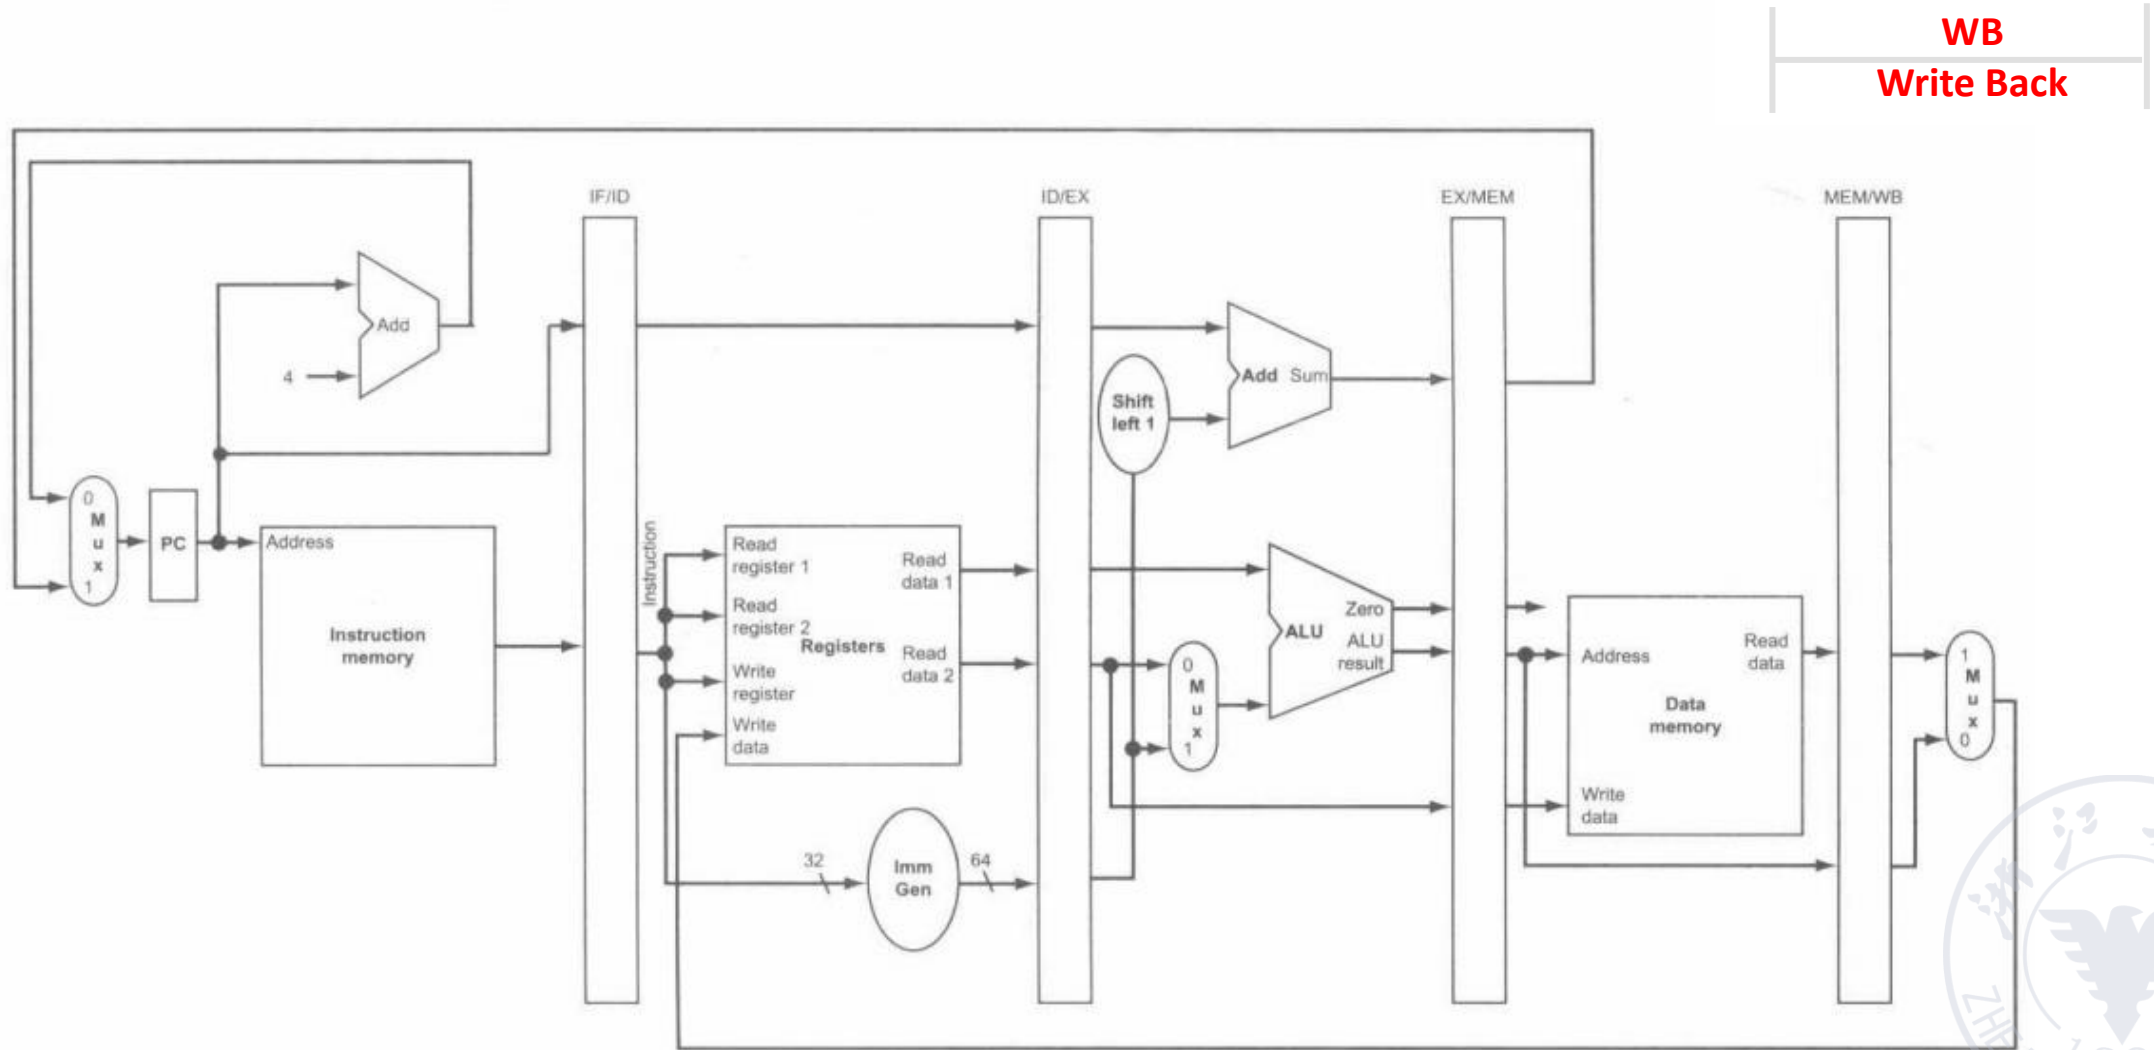 WB
Write Back
IF/ID
ID/EX
EX/MEM
MEM/WB
Add
4
Add Sum
Shift
left 1
0
M
u
x
1
PC
Address
Instruction
memory
Instruction
Read
register 1
Read
register 2
Write
register
Write
data
Registers
Read
data 1
Read
data 2
32
Imm
Gen
64
0
M
u
x
1
Zero
ALU
ALU
result
Address
Read
data
Data
memory
Write
data
1
M
u
x
0